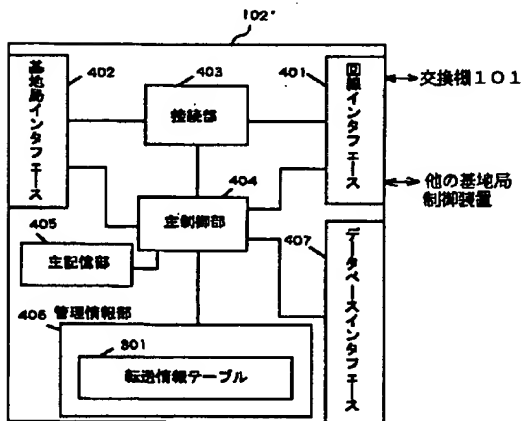 102'
基地局インタフェース
402
403
接続部
401
回線インタフェース
交換機101
404
主制御部
他の基地局
制御装置
405
主記憶部
407
データベースインタフェース
406 管理情報部
301
転送情報テーブル